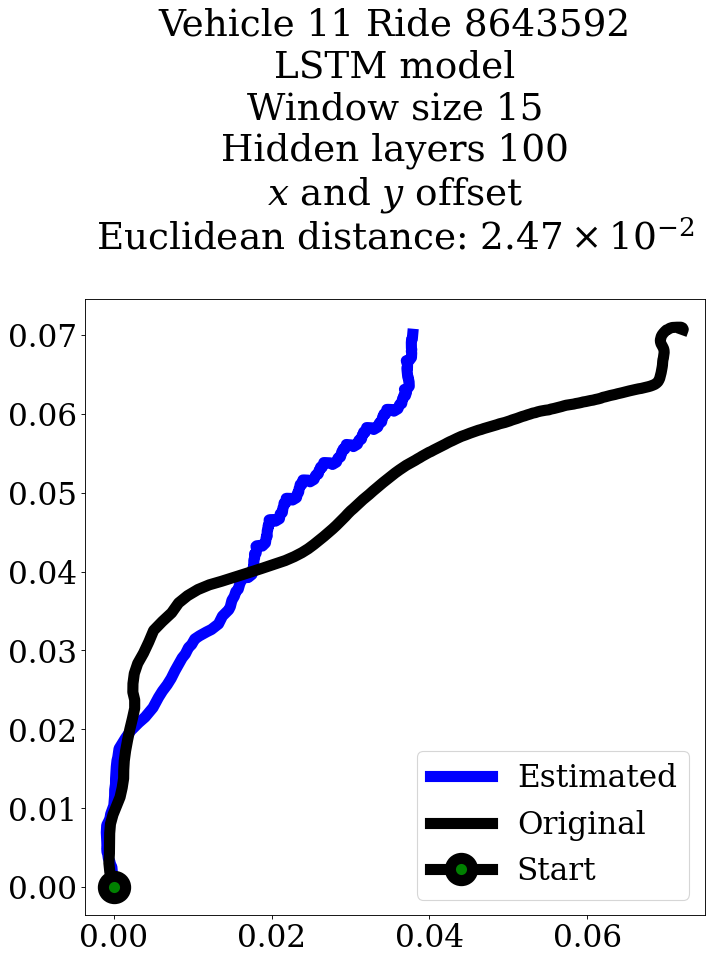 Vehicle 11 Ride 8643592
LSTM model
Window size 15
Hidden layers 100
x and y offset
Euclidean distance: 2.47 × 10⁻²
0.07
0.06
0.05
0.04
0.03
0.02
0.01
0.00
Estimated
Original
Start
0.00 0.02 0.04 0.06